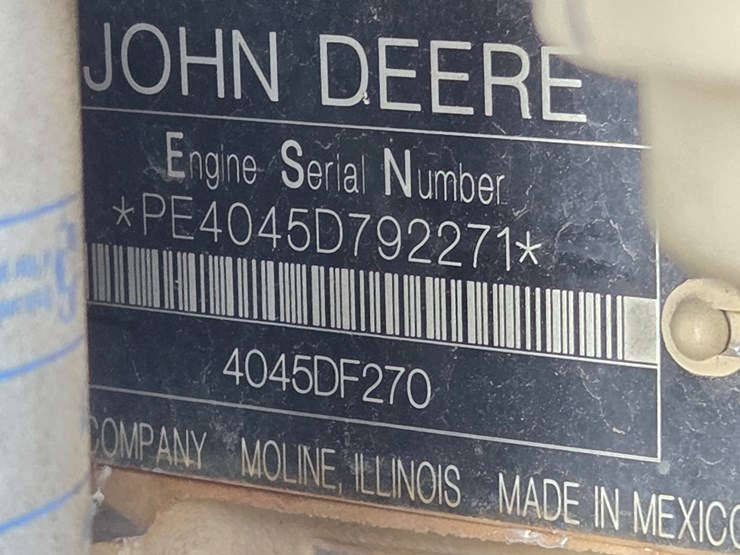 JOHN DEERE
Engine Serial Number
*PE4045D792271*
4045DF270
COMPANY MOLINE, ILLINOIS MADE IN MEXICO